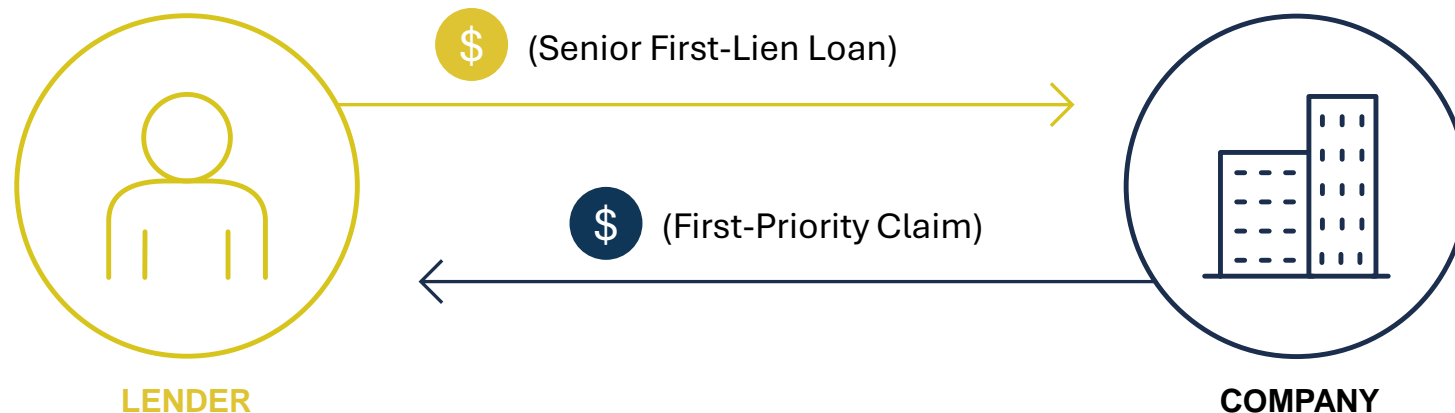 $ (Senior First-Lien Loan)
$ (First-Priority Claim)
LENDER
COMPANY